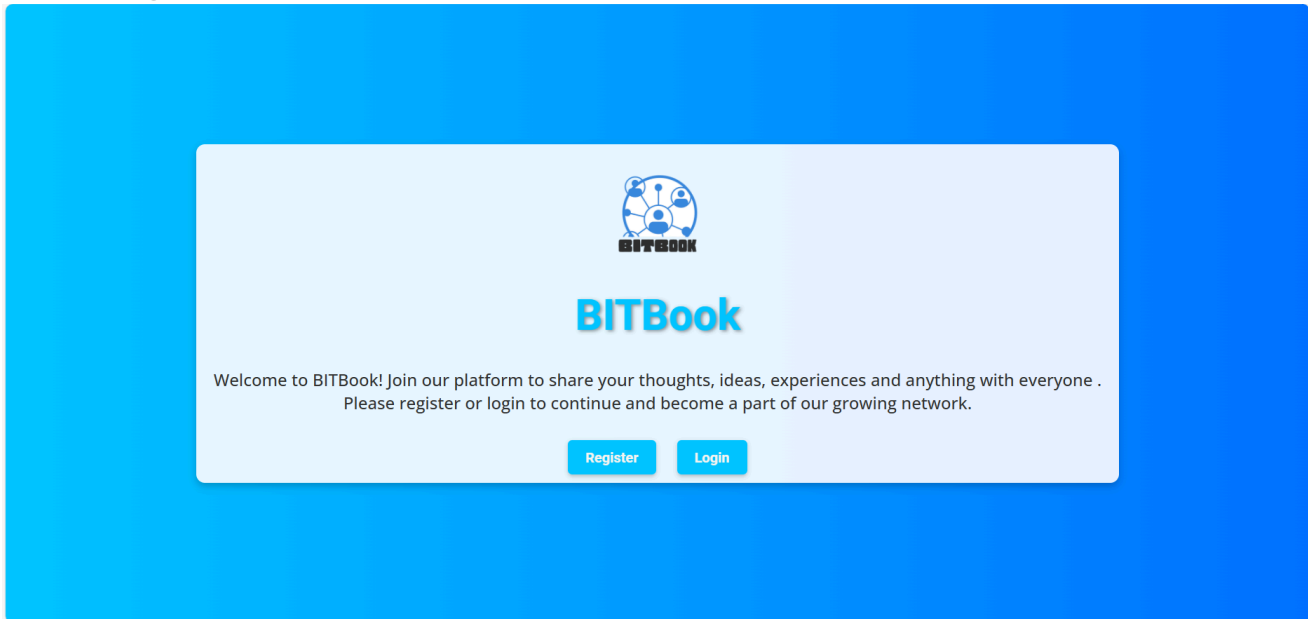 BITBOOK
BITBook
Welcome to BITBook! Join our platform to share your thoughts, ideas, experiences and anything with everyone .
Please register or login to continue and become a part of our growing network.
Register Login